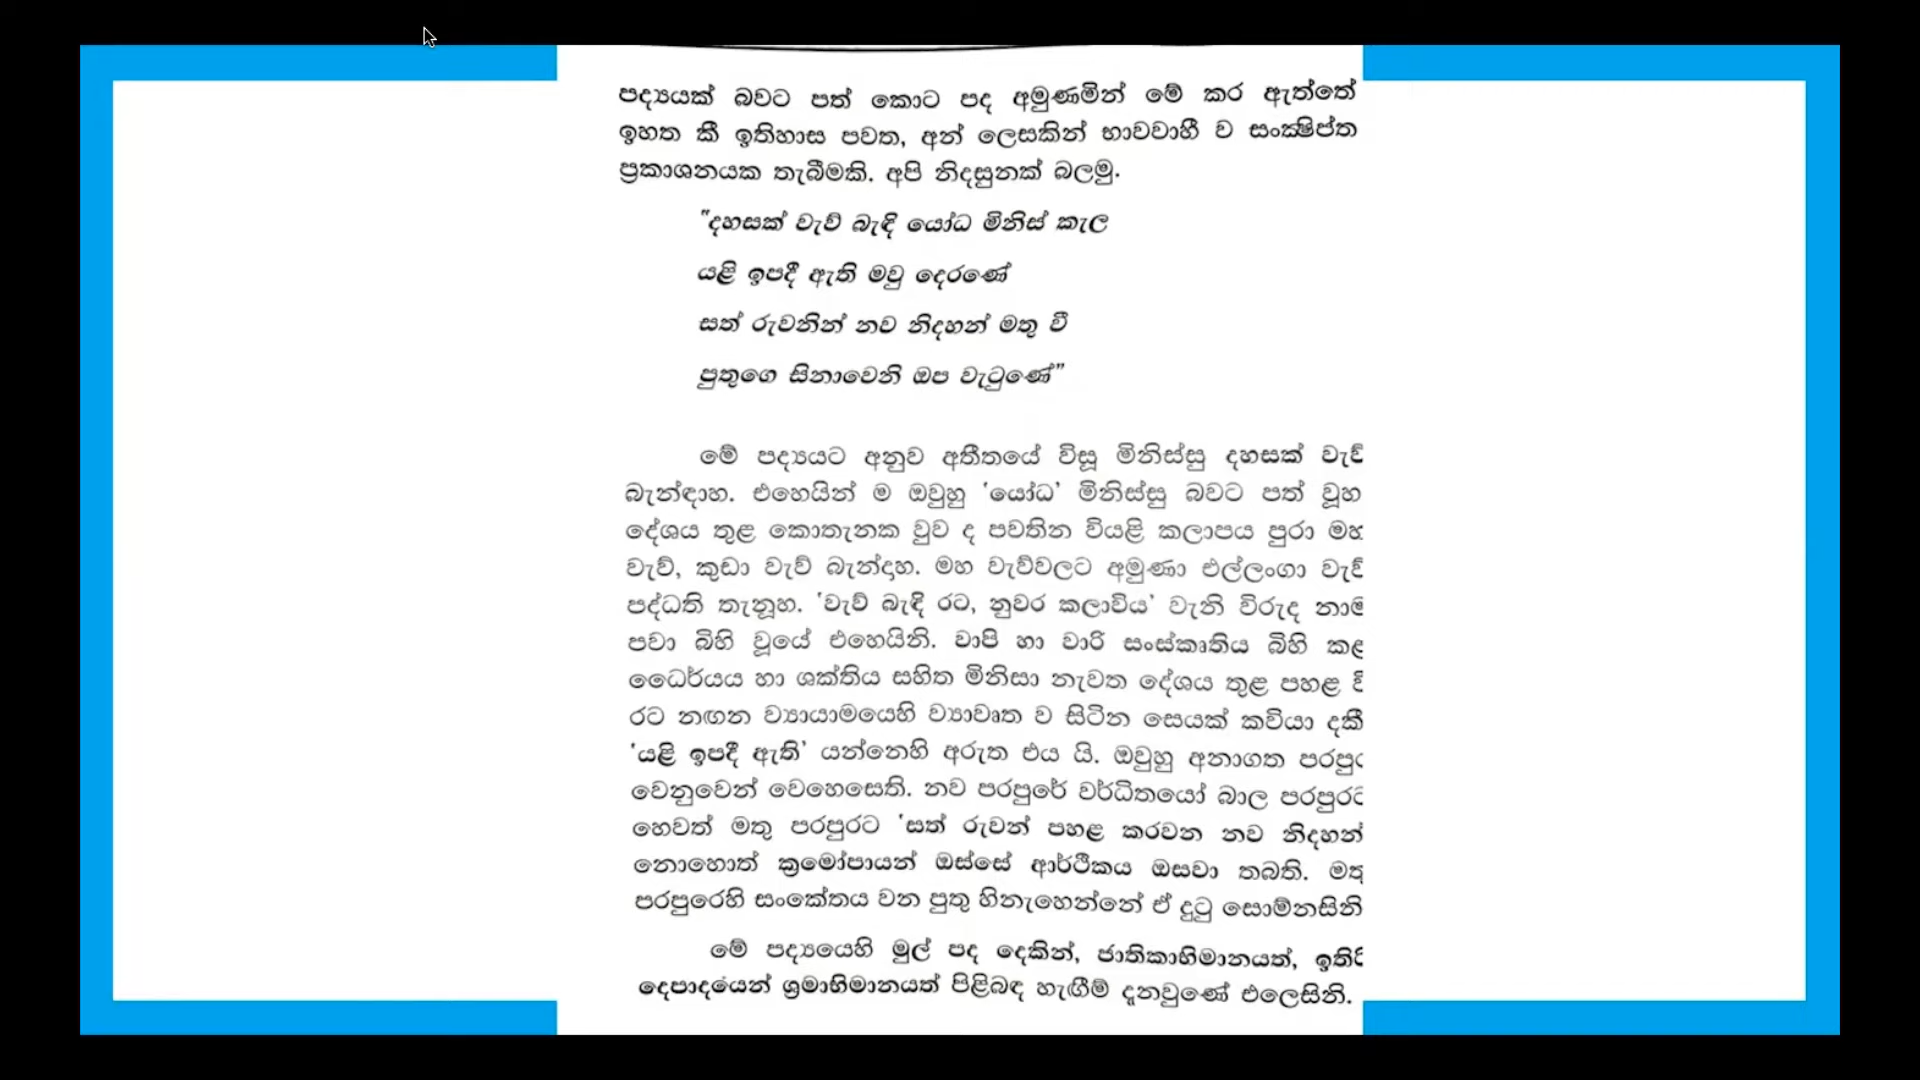 පද්‍යයක් බවට පත් කොට පද අමුණමින් මේ කර ඇත්තේ
ඉහත කී ඉතිහාස පවත, අන් ලෙසකින් භාවවාහී ව සංක්‍ෂිප්ත
ප්‍රකාශනයක තැබීමකි. අපි නිදසුනක් බලමු.
"දහසක් වැව් බැඳි යෝධ මිනිස් කැල
යළි ඉපදී ඇති මවු දෙරණේ
සත් රුවනින් නව නිදහන් මතු වී
පුතුගෙ සිනාවෙනි ඔප වැටුණේ"
මේ පද්‍යයට අනුව අතීතයේ විසූ මිනිස්සු දහසක් වැව්
බැන්ඳාහ. එහෙයින් ම ඔවුහු 'යෝධ' මිනිස්සු බවට පත් වූහ
දේශය තුළ කොතැනක වුව ද පවතින වියළි කලාපය පුරා මහ
වැව්, කුඩා වැව් බැන්දාහ. මහ වැව්වලට අමුණා එල්ලංගා වැව්
පද්ධති තැනූහ. 'වැව් බැඳි රට, නුවර කලාවිය' වැනි විරුද නාම
පවා බිහි වූයේ එහෙයිනි. වාපි හා වාරි සංස්කෘතිය බිහි කළ
ධෛර්යය හා ශක්තිය සහිත මිනිසා නැවත දේශය තුළ පහළ වී
රට නඟන ව්‍යායාමයෙහි ව්‍යාවෘත ව සිටින සෙයක් කවියා දකී
'යළි ඉපදී ඇති' යන්නෙහි අරුත එය යි. ඔවුහු අනාගත පරපුර
වෙනුවෙන් වෙහෙසෙති. නව පරපුරේ වර්ධිතයෝ බාල පරපුරට
හෙවත් මතු පරපුරට 'සත් රුවන් පහළ කරවන නව නිදහන්
නොහොත් ක්‍රමෝපායන් ඔස්සේ ආර්ථිකය ඔසවා තබති. මතු
පරපුරෙහි සංකේතය වන පුතු හිනැහෙන්නේ ඒ දුටු සොම්නසිනි
මේ පද්‍යයෙහි මුල් පද දෙකින්, ජාතිකාභිමානයත්, ඉතිරි
දෙපාදයෙන් ශ්‍රමාභිමානයත් පිළිබඳ හැඟීම් දනවුණේ එලෙසිනි.